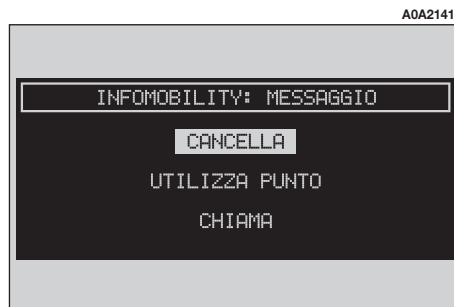 A0A2141
INFOMOBILITY: MESSAGGIO
CANCELLA
UTILIZZA PUNTO
CHIAMA